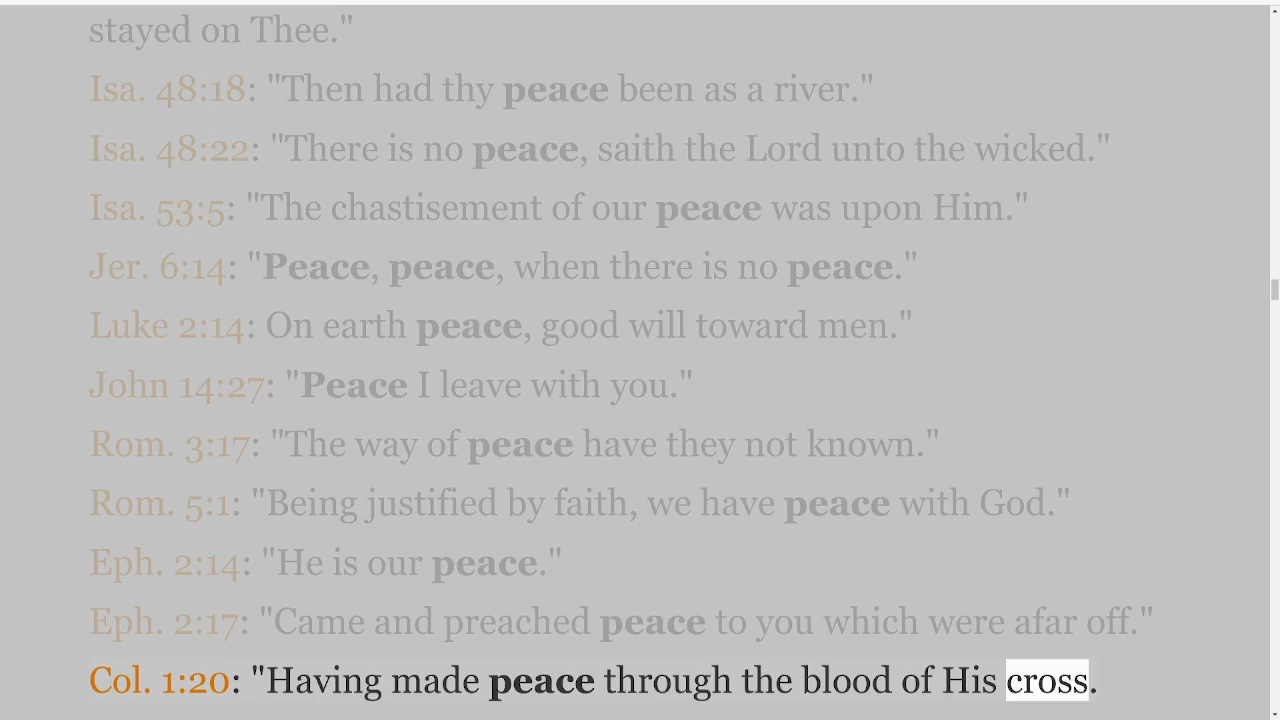 stayed on Thee."
Isa. 48:18: "Then had thy peace been as a river."
Isa. 48:22: "There is no peace, saith the Lord unto the wicked."
Isa. 53:5: "The chastisement of our peace was upon Him."
Jer. 6:14: "Peace, peace, when there is no peace."
Luke 2:14: On earth peace, good will toward men."
John 14:27: "Peace I leave with you."
Rom. 3:17: "The way of peace have they not known."
Rom. 5:1: "Being justified by faith, we have peace with God."
Eph. 2:14: "He is our peace."
Eph. 2:17: "Came and preached peace to you which were afar off."
Col. 1:20: "Having made peace through the blood of His cross.